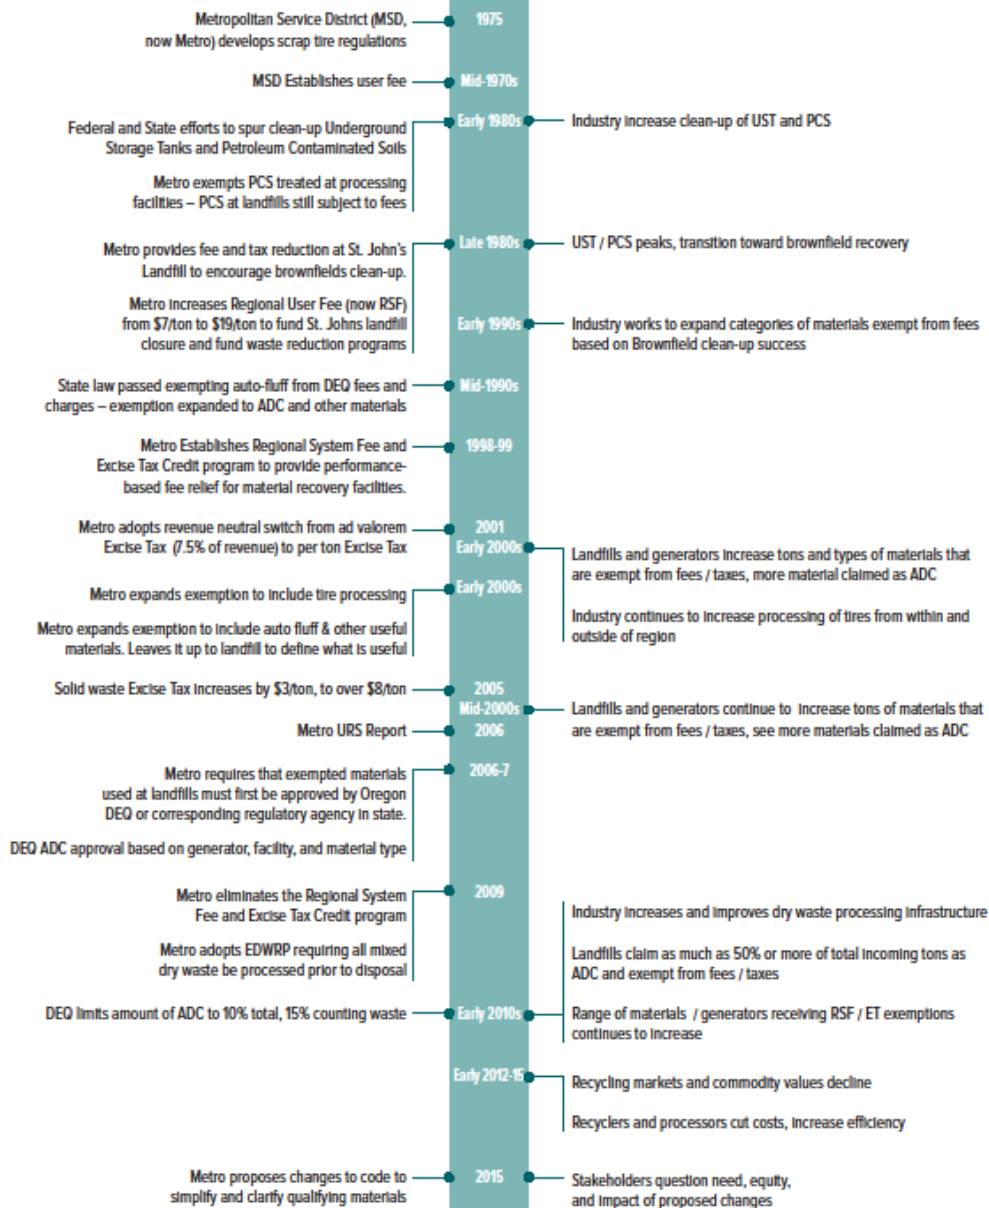 Metropolitan Service District (MSD,
now Metro) develops scrap tire regulations
1975
MSD Establishes user fee
Mid-1970s
Federal and State efforts to spur clean-up Underground
Storage Tanks and Petroleum Contaminated Soils
Metro exempts PCS treated at processing
facilities – PCS at landfills still subject to fees
Early 1980s
Industry increase clean-up of UST and PCS
Metro provides fee and tax reduction at St. John's
Landfill to encourage brownfields clean-up.
Metro increases Regional User Fee (now RSF)
from $7/ton to $19/ton to fund St. Johns landfill
closure and fund waste reduction programs
Late 1980s
UST / PCS peaks, transition toward brownfield recovery
Early 1990s
Industry works to expand categories of materials exempt from fees
based on Brownfield clean-up success
State law passed exempting auto-fluff from DEQ fees and
charges – exemption expanded to ADC and other materials
Mid-1990s
Metro Establishes Regional System Fee and
Excise Tax Credit program to provide performance-
based fee relief for material recovery facilities.
1998-99
Metro adopts revenue neutral switch from ad valorem
Excise Tax (7.5% of revenue) to per ton Excise Tax
2001
Early 2000s
Landfills and generators increase tons and types of materials that
are exempt from fees / taxes, more material claimed as ADC
Industry continues to increase processing of tires from within and
outside of region
Metro expands exemption to include tire processing
Metro expands exemption to include auto fluff & other useful
materials. Leaves it up to landfill to define what is useful
Early 2000s
Solid waste Excise Tax increases by $3/ton, to over $8/ton
2005
Mid-2000s
Landfills and generators continue to increase tons of materials that
are exempt from fees / taxes, see more materials claimed as ADC
Metro URS Report
2006
Metro requires that exempted materials
used at landfills must first be approved by Oregon
DEQ or corresponding regulatory agency in state.
DEQ ADC approval based on generator, facility, and material type
2006-7
Metro eliminates the Regional System
Fee and Excise Tax Credit program
Metro adopts EDWRP requiring all mixed
dry waste be processed prior to disposal
2009
Industry increases and improves dry waste processing infrastructure
Landfills claim as much as 50% or more of total incoming tons as
ADC and exempt from fees / taxes
Range of materials / generators receiving RSF / ET exemptions
continues to increase
DEQ limits amount of ADC to 10% total, 15% counting waste
Early 2010s
Early 2012-15
Recycling markets and commodity values decline
Recyclers and processors cut costs, increase efficiency
Metro proposes changes to code to
simplify and clarify qualifying materials
2015
Stakeholders question need, equity,
and impact of proposed changes